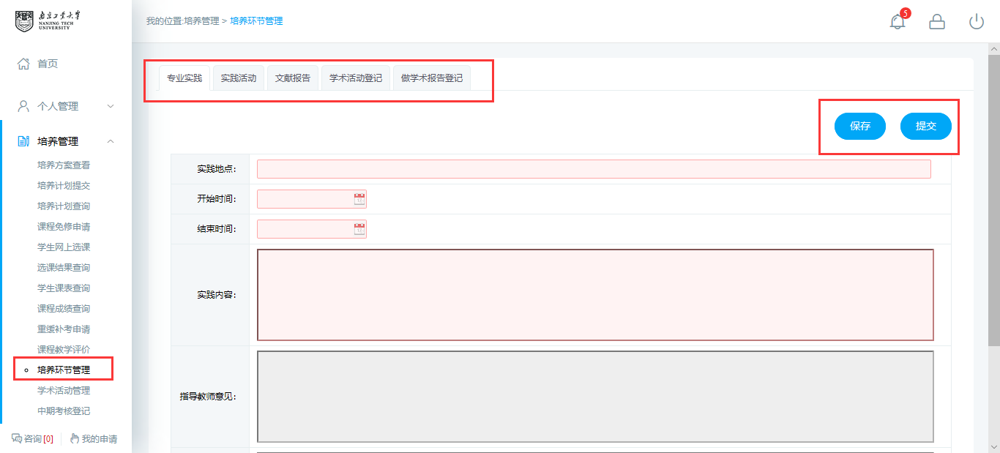 南京工业大学
NANJING TECH
UNIVERSITY
我的位置:培养管理 > 培养环节管理
5
首页
个人管理
培养管理
培养方案查看
培养计划提交
培养计划查询
课程免修申请
学生网上选课
选课结果查询
学生课表查询
课程成绩查询
重缓补考申请
课程教学评价
培养环节管理
学术活动管理
中期考核登记
咨询[0]
我的申请
专业实践
实践活动
文献报告
学术活动登记
做学术报告登记
保存
提交
实践地点:
开始时间:
结束时间:
实践内容:
指导教师意见: